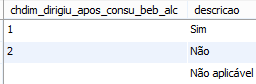 chdim_dirigiu_apos_consu_beb_alc descricao
1 Sim
2 Não
Não aplicável